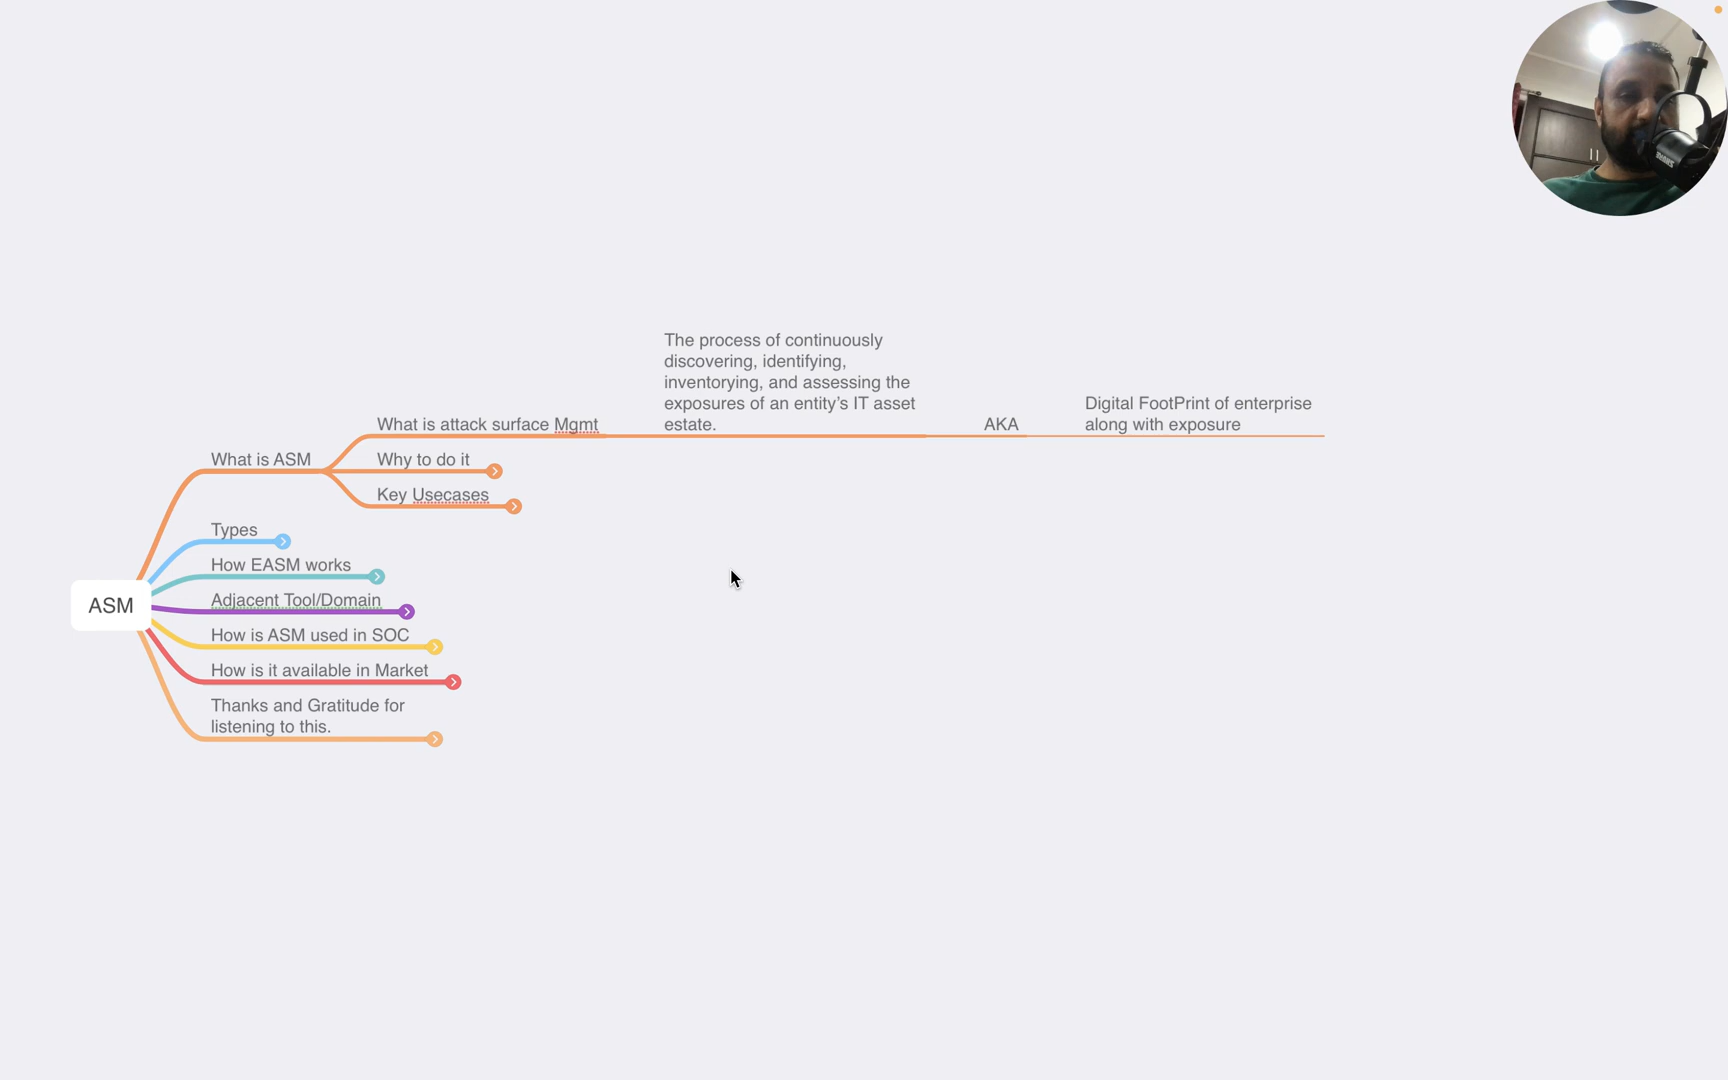 The process of continuously
discovering, identifying,
inventorying, and assessing the
exposures of an entity’s IT asset
estate.
What is attack surface Mgmt
AKA
Digital FootPrint of enterprise
along with exposure
What is ASM
Why to do it
Key Usecases
Types
How EASM works
ASM
Adjacent Tool/Domain
How is ASM used in SOC
How is it available in Market
Thanks and Gratitude for
listening to this.